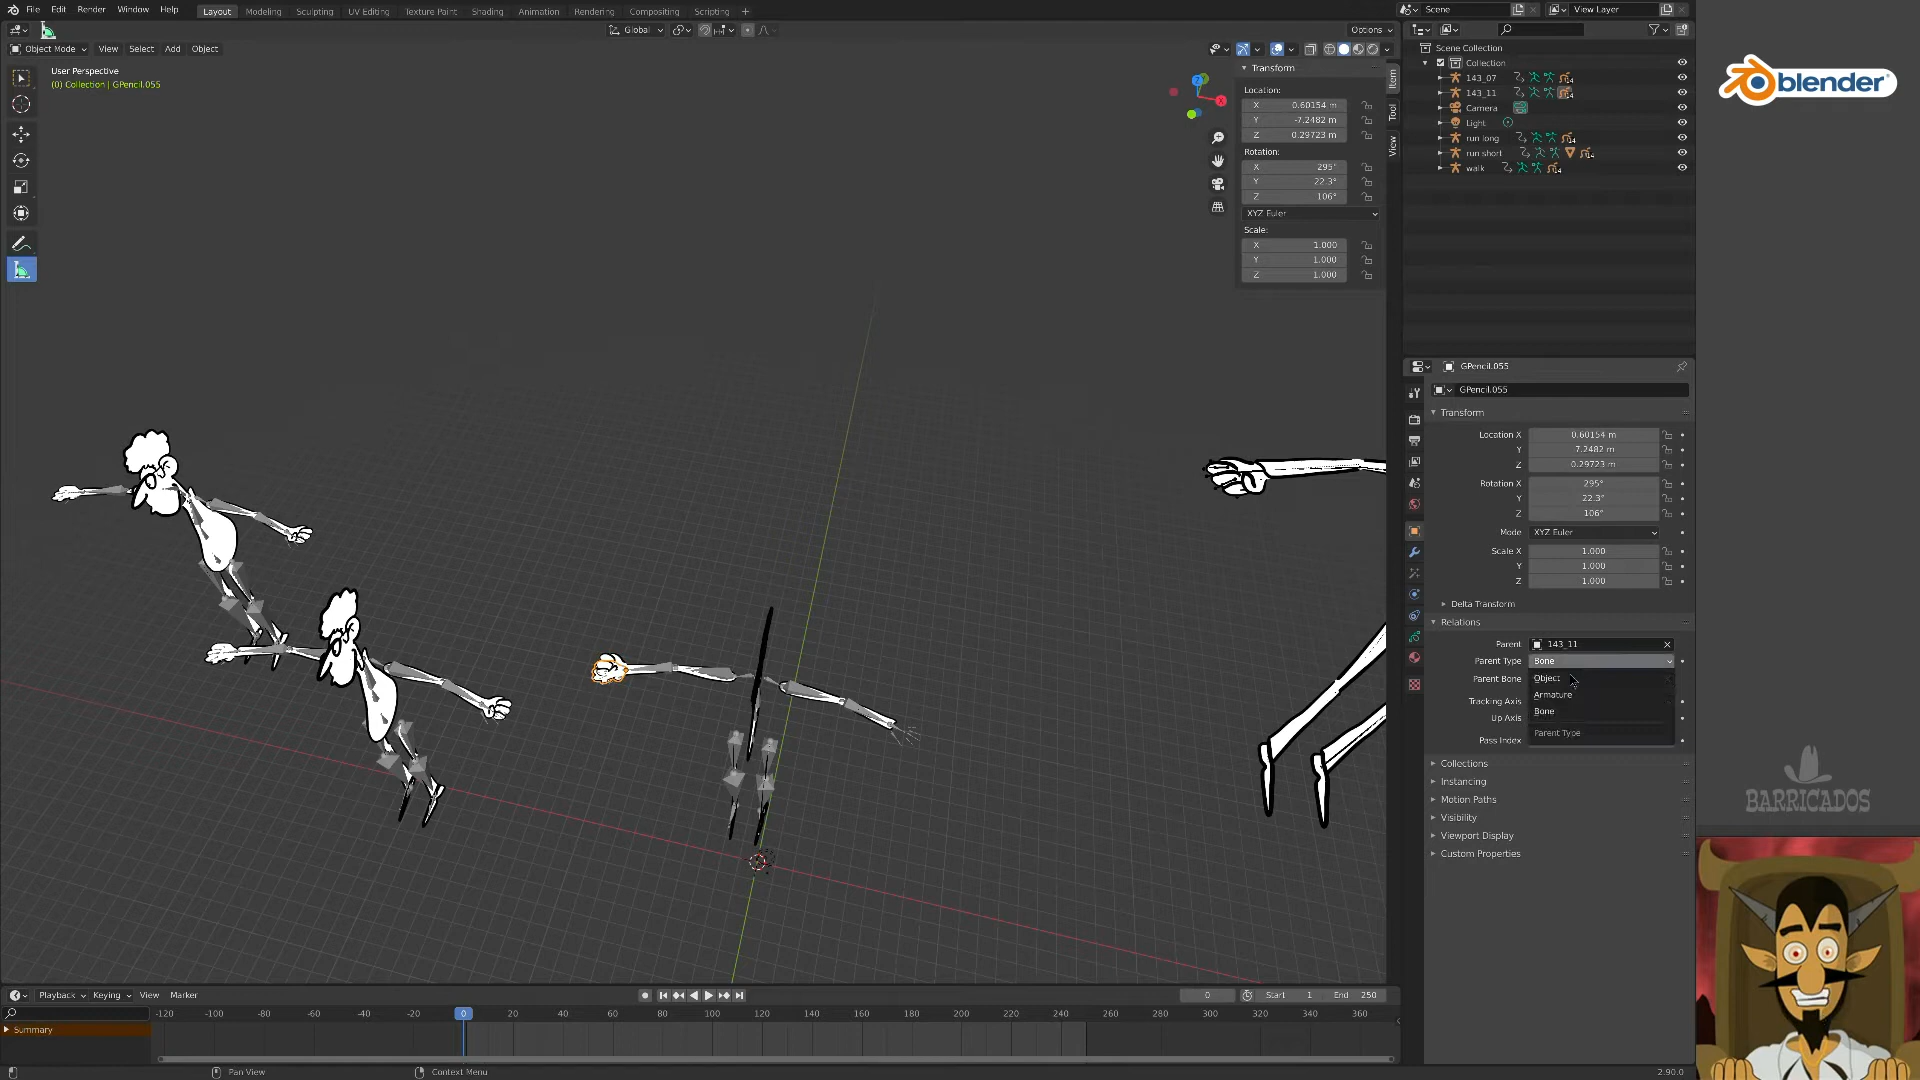 File Edit Render Window Help Layout Modeling Sculpting UV Editing Texture Paint Shading Animation Rendering Compositing Scripting +
Scene View Layer
Global Options
Object Mode View Select Add Object
User Perspective
(0) Collection | GPencil.055
Transform
Location:
X 0.60154 m
Y -7.2482 m
Z 0.29723 m
Rotation:
X 295°
Y 22.3°
Z 106°
XYZ Euler
Scale:
X 1.000
Y 1.000
Z 1.000
Item
Tool
View
Scene Collection
Collection
143_07
143_11
Camera
Light
run long
run short
walk
GPencil.055
GPencil.055
Transform
Location X 0.60154 m
Y 7.2482 m
Z 0.29723 m
Rotation X 295°
Y 22.3°
Z 106°
Mode XYZ Euler
Scale X 1.000
Y 1.000
Z 1.000
Delta Transform
Relations
Parent 143_11
Parent Type Bone
Parent Bone Object
Armature
Tracking Axis
Bone
Up Axis
Parent Type
Pass Index
Collections
Instancing
Motion Paths
Visibility
Viewport Display
Custom Properties
blender
BARRICADOS
Playback Keying View Marker 0 Start 1 End 250
-120 -100 -80 -60 -40 -20 0 20 40 60 80 100 120 140 160 180 200 220 240 260 280 300 320 340 360
Summary
Pan View Context Menu 2.90.0